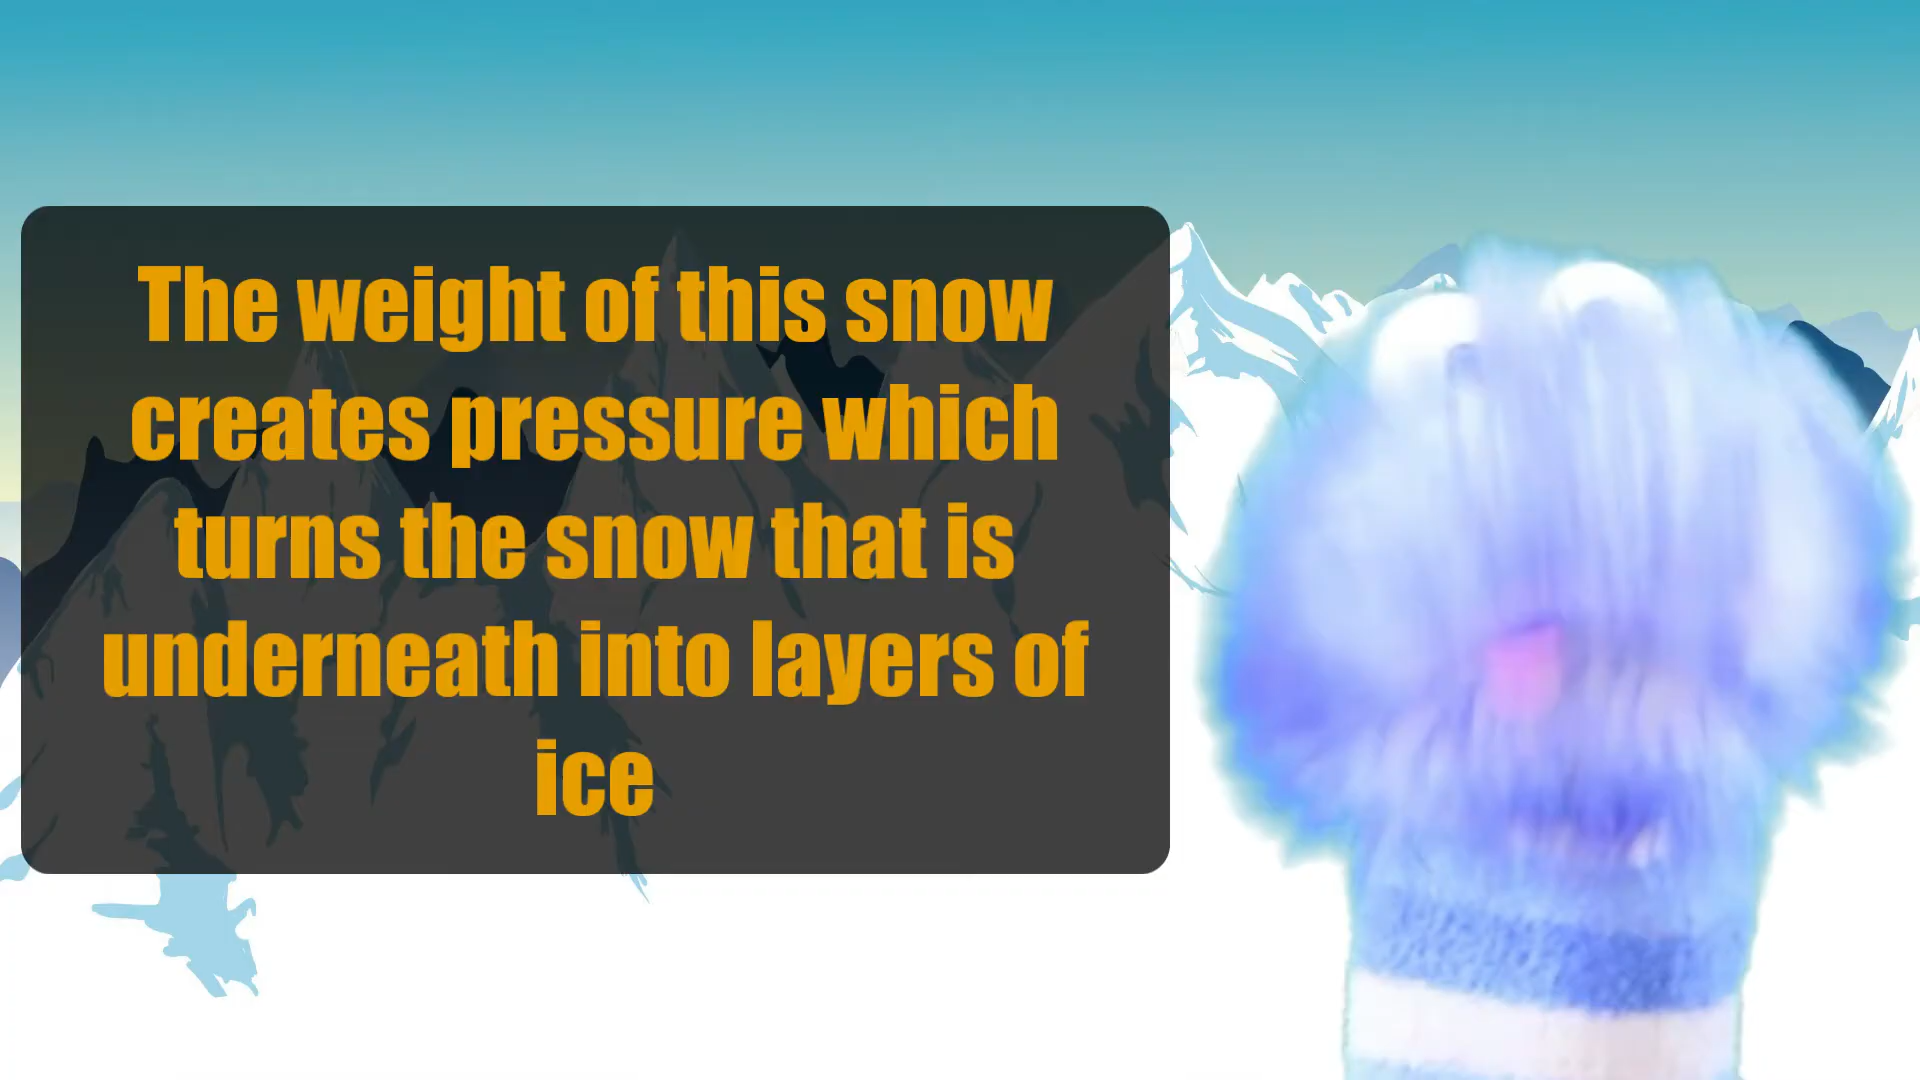 The weight of this snow
creates pressure which
turns the snow that is
underneath into layers of
ice